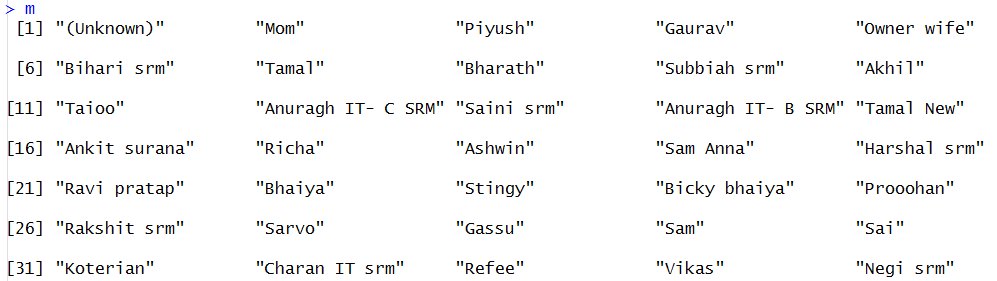 > m
[1] "(Unknown)" "Mom" "Piyush" "Gaurav" "Owner wife"
[6] "Bihari srm" "Tamal" "Bharath" "Subbiah srm" "Akhil"
[11] "Taioo" "Anuragh IT- C SRM" "Saini srm" "Anuragh IT- B SRM" "Tamal New"
[16] "Ankit surana" "Richa" "Ashwin" "Sam Anna" "Harshal srm"
[21] "Ravi pratap" "Bhaiya" "Stingy" "Bicky bhaiya" "Prooohan"
[26] "Rakshit srm" "Sarvo" "Gassu" "Sam" "Sai"
[31] "Koterian" "Charan IT srm" "Refee" "Vikas" "Negi srm"